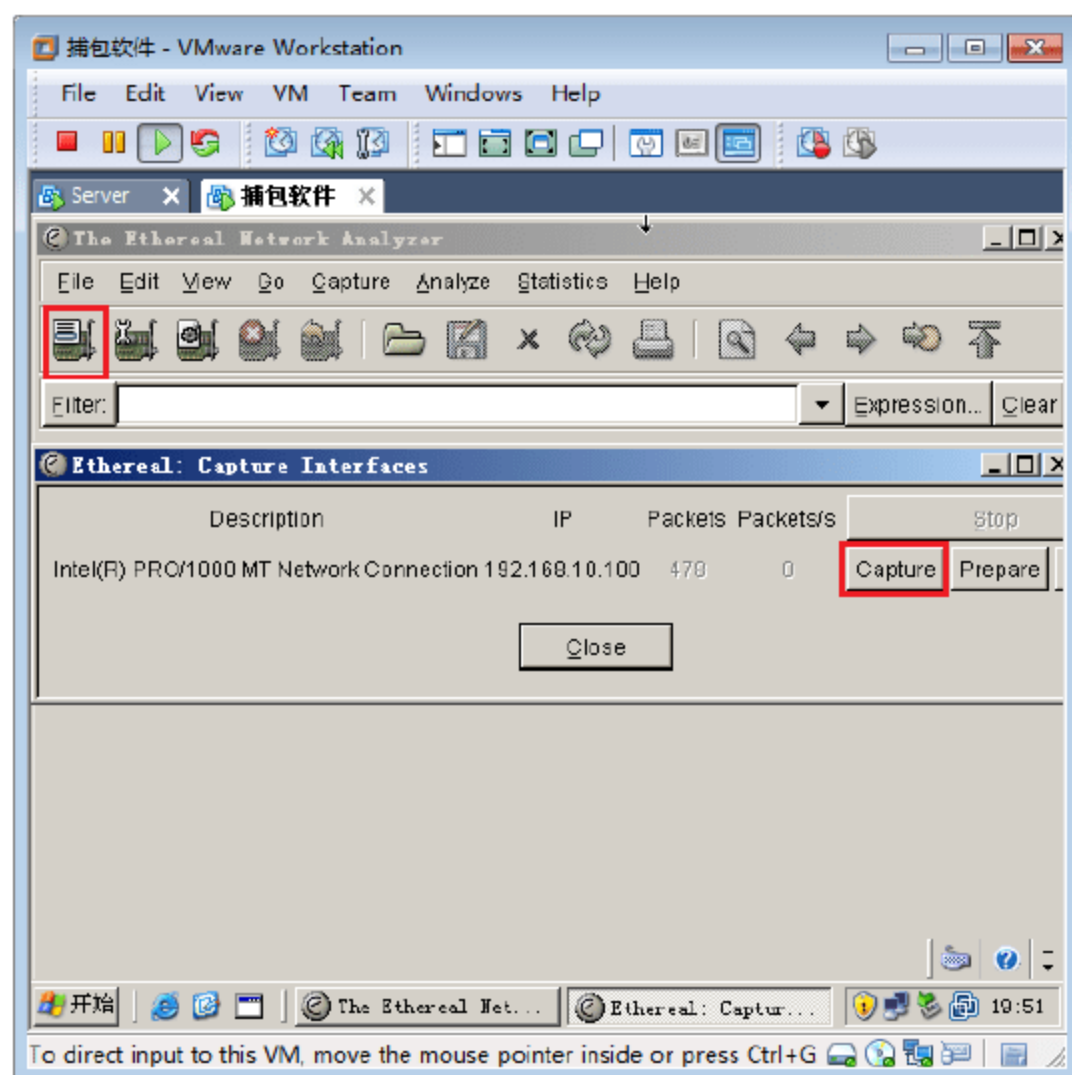 捕包软件 - VMware Workstation
File Edit View VM Team Windows Help
Server 捕包软件
The Ethereal Network Analyzer
File Edit View Go Capture Analyze Statistics Help
Filter: Expression... Clear
Ethereal: Capture Interfaces
Description IP Packets Packets/s Stop
Intel(R) PRO/1000 MT Network Connection 192.168.10.100 478 0 Capture Prepare
Close
开始 The Ethereal Net... Ethereal: Captur... 19:51
To direct input to this VM, move the mouse pointer inside or press Ctrl+G